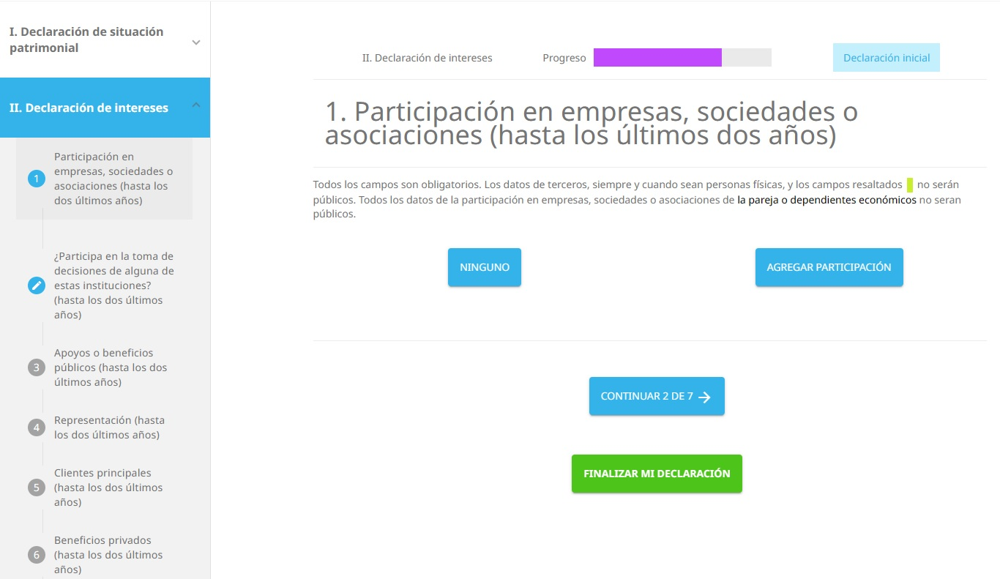 I. Declaración de situación
patrimonial
II. Declaración de intereses
1
Participación en
empresas, sociedades o
asociaciones (hasta los
dos últimos años)
¿Participa en la toma de
decisiones de alguna de
estas instituciones?
(hasta los dos últimos
años)
3
Apoyos o beneficios
públicos (hasta los dos
últimos años)
4
Representación (hasta
los dos últimos años)
5
Clientes principales
(hasta los dos últimos
años)
6
Beneficios privados
(hasta los dos últimos
años)
II. Declaración de intereses
Progreso
Declaración inicial
1. Participación en empresas, sociedades o
asociaciones (hasta los últimos dos años)
Todos los campos son obligatorios. Los datos de terceros, siempre y cuando sean personas físicas, y los campos resaltados no serán
públicos. Todos los datos de la participación en empresas, sociedades o asociaciones de la pareja o dependientes económicos no seran
públicos.
NINGUNO
AGREGAR PARTICIPACIÓN
CONTINUAR 2 DE 7
FINALIZAR MI DECLARACIÓN